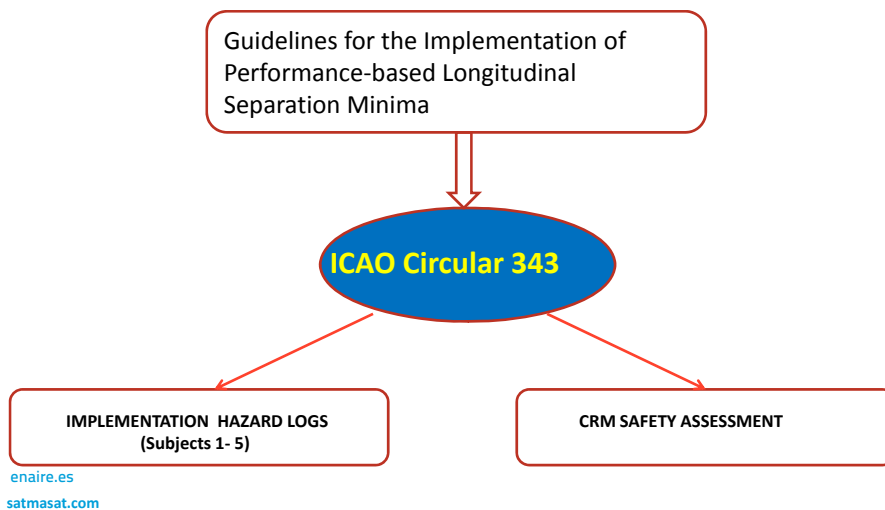 Guidelines for the Implementation of
Performance-based Longitudinal
Separation Minima
ICAO Circular 343
IMPLEMENTATION HAZARD LOGS
(Subjects 1- 5)
CRM SAFETY ASSESSMENT
enaire.es
satmasat.com